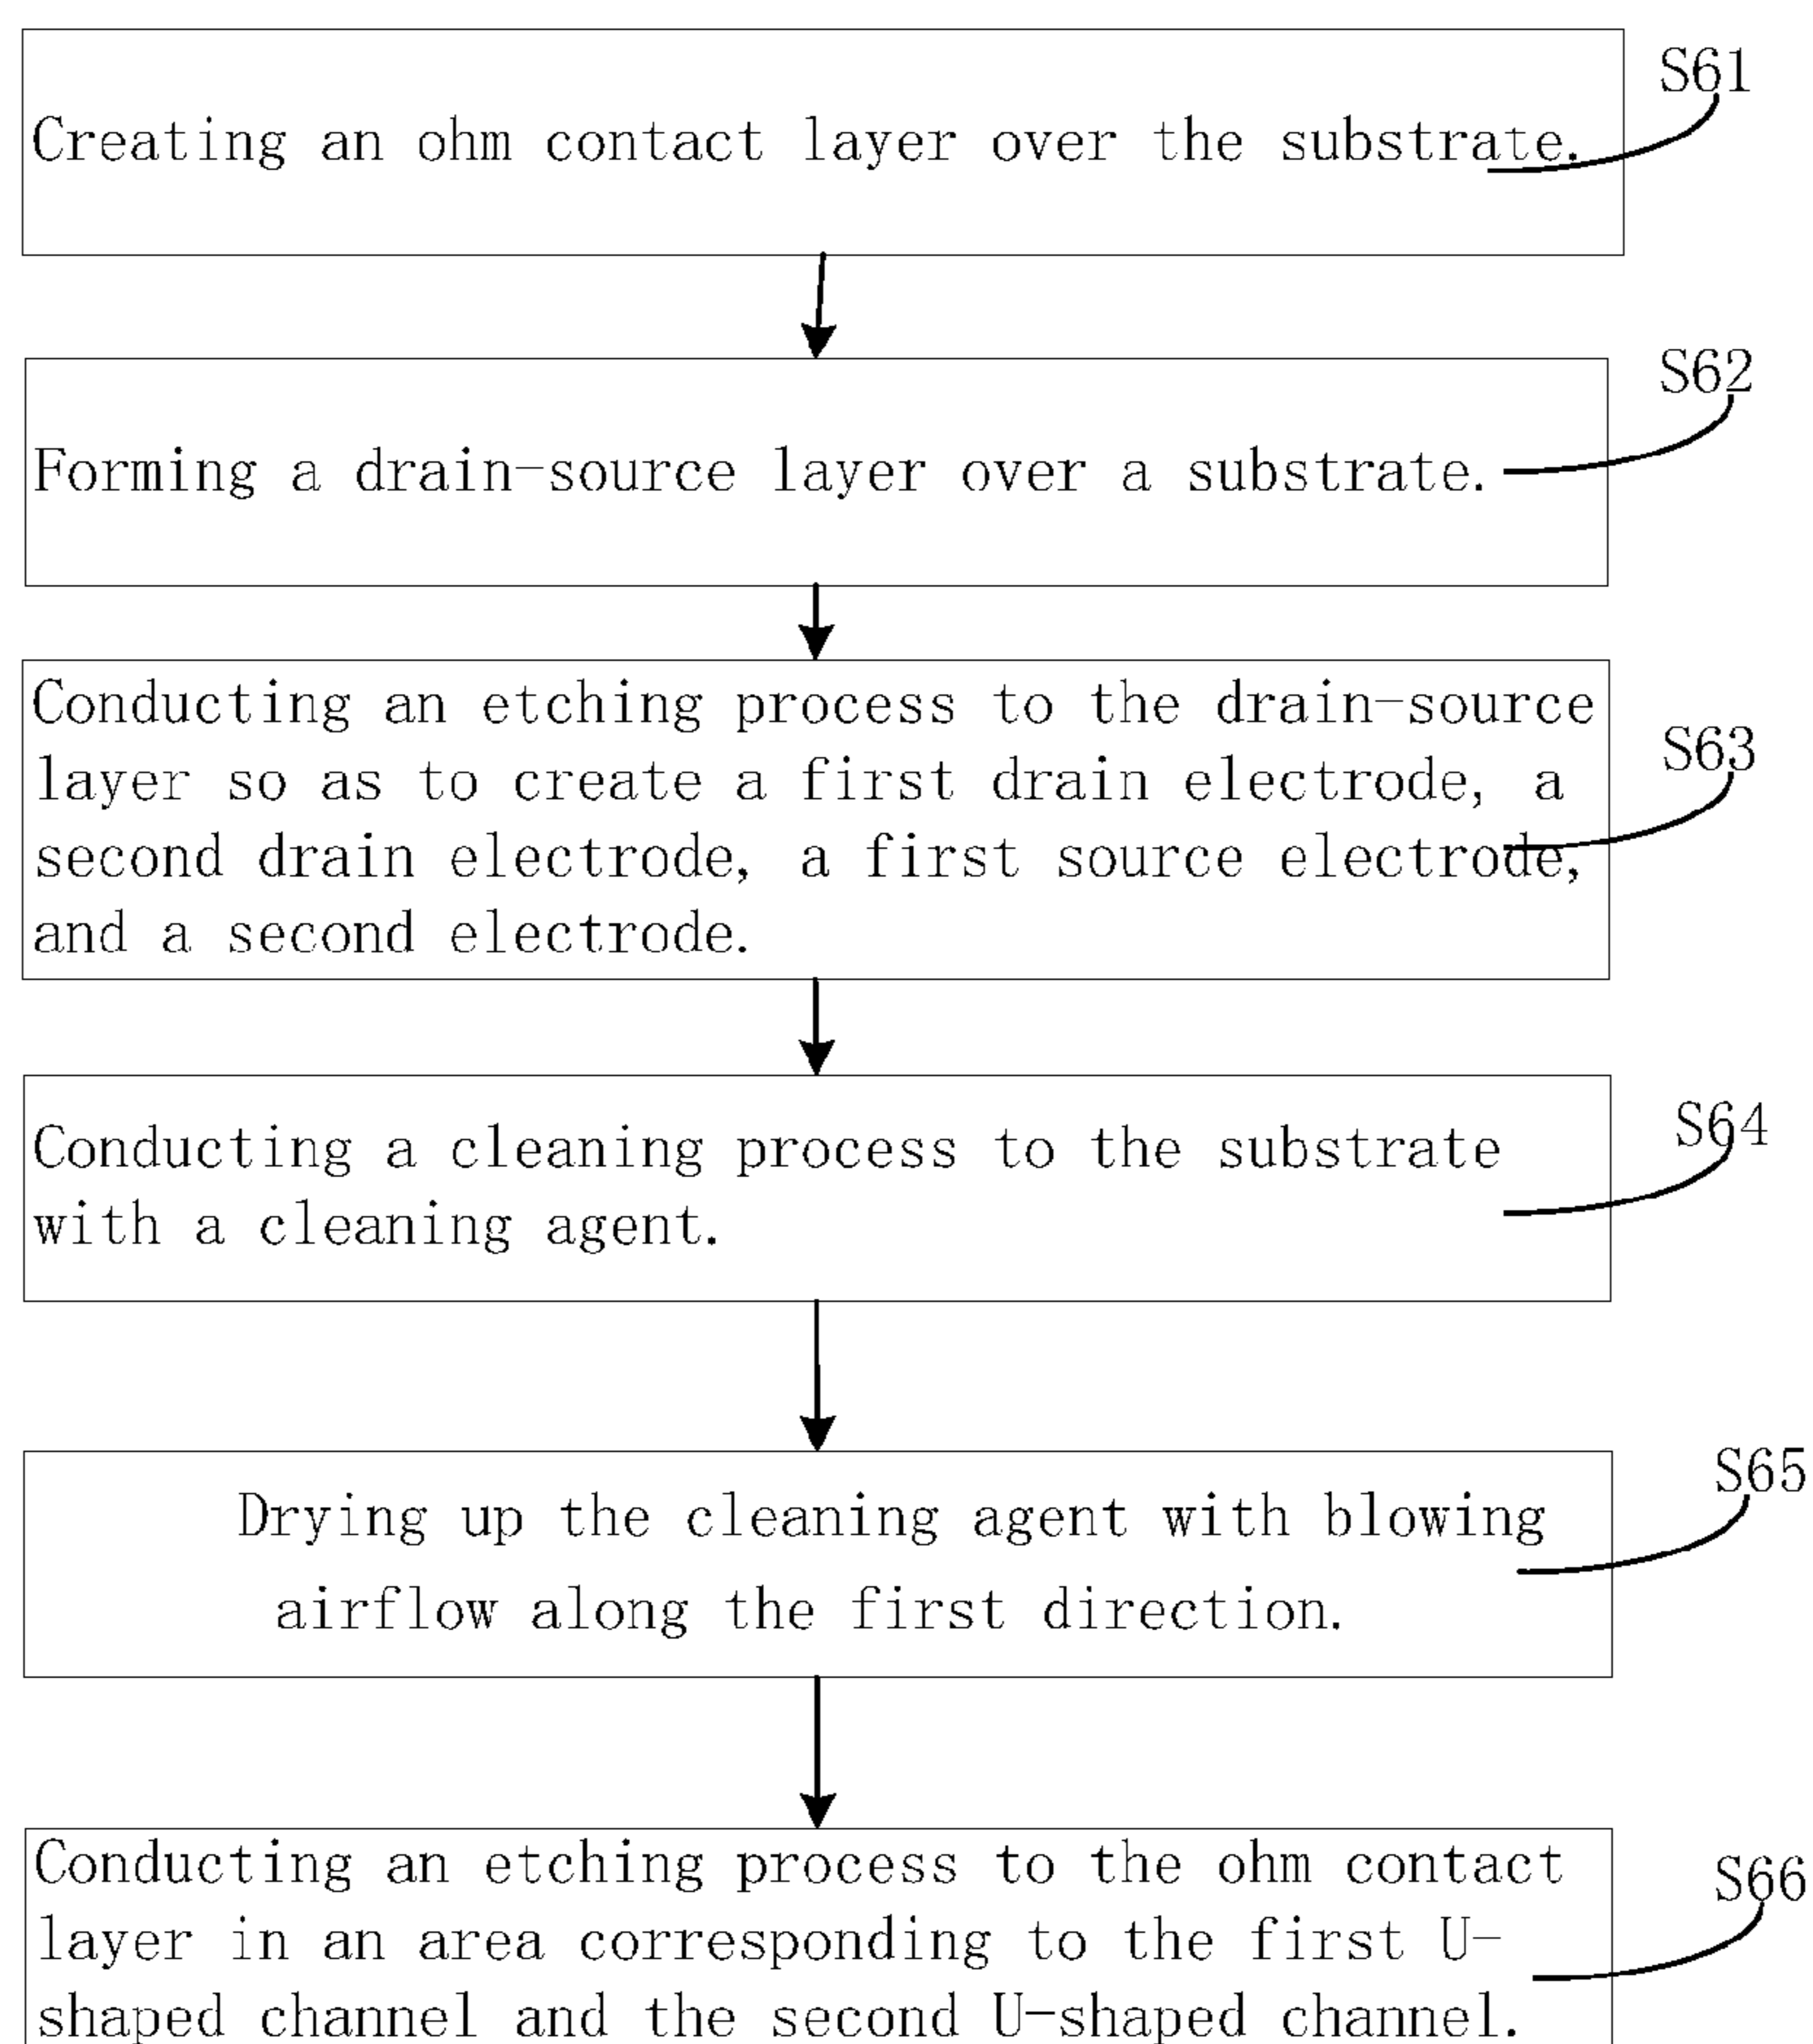 S61
Creating an ohm contact layer over the substrate.
S62
Forming a drain-source layer over a substrate.
Conducting an etching process to the drain-source
S63
layer so as to create a first drain electrode, a
second drain electrode, a first source electrode,
and a second electrode.
S64
Conducting a cleaning process to the substrate
with a cleaning agent.
S65
Drying up the cleaning agent with blowing
airflow along the first direction.
Conducting an etching process to the ohm contact
S66
layer in an area corresponding to the first U-
shaped channel and the second U-shaped channel.